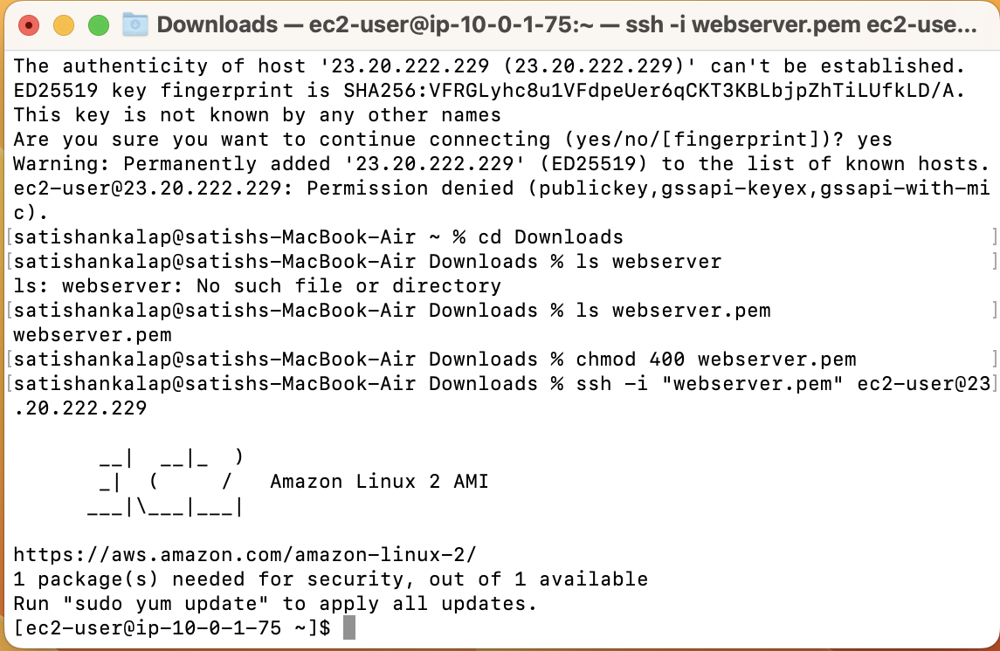 Downloads — ec2-user@ip-10-0-1-75:~ — ssh -i webserver.pem ec2-use...
The authenticity of host '23.20.222.229 (23.20.222.229)' can't be established.
ED25519 key fingerprint is SHA256:VFRGLyhc8u1VFdpeUer6qCKT3KBLbjpZhTiLUfkLD/A.
This key is not known by any other names
Are you sure you want to continue connecting (yes/no/[fingerprint])? yes
Warning: Permanently added '23.20.222.229' (ED25519) to the list of known hosts.
ec2-user@23.20.222.229: Permission denied (publickey,gssapi-keyex,gssapi-with-mi
c).
[satishankalap@satishs-MacBook-Air ~ % cd Downloads ]
[satishankalap@satishs-MacBook-Air Downloads % ls webserver ]
ls: webserver: No such file or directory
[satishankalap@satishs-MacBook-Air Downloads % ls webserver.pem ]
webserver.pem
[satishankalap@satishs-MacBook-Air Downloads % chmod 400 webserver.pem ]
[satishankalap@satishs-MacBook-Air Downloads % ssh -i "webserver.pem" ec2-user@23]
.20.222.229
       __|  __|_  )
       _|  (     /   Amazon Linux 2 AMI
      ___|\___|___|
https://aws.amazon.com/amazon-linux-2/
1 package(s) needed for security, out of 1 available
Run "sudo yum update" to apply all updates.
[ec2-user@ip-10-0-1-75 ~]$